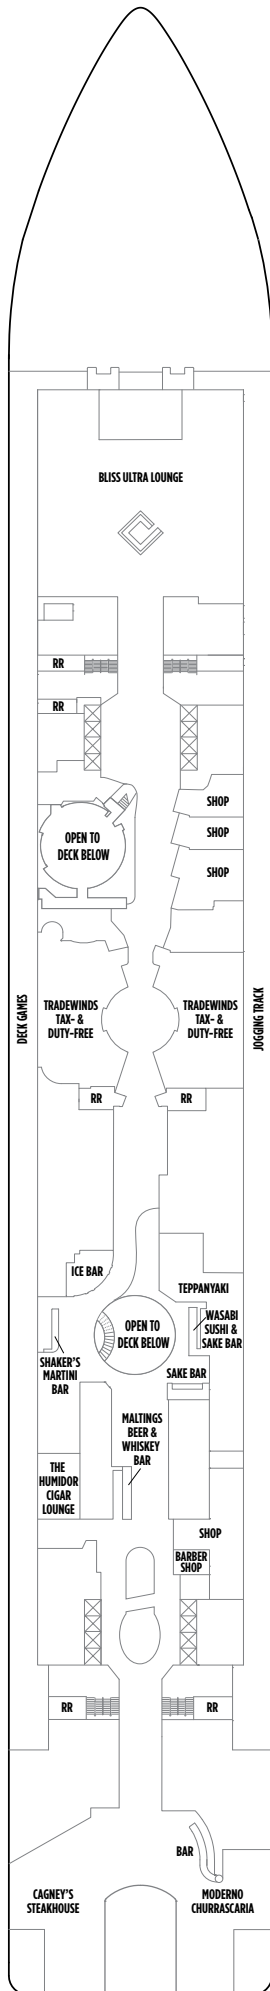 BLISS ULTRA LOUNGE
RR
RR
SHOP
OPEN TO
DECK BELOW
SHOP
SHOP
DECK GAMES
TRADEWINDS
TAX- &
DUTY-FREE
TRADEWINDS
TAX- &
DUTY-FREE
JOGGING TRACK
RR
RR
ICE BAR
TEPPANYAKI
SHAKER'S
MARTINI
BAR
OPEN TO
DECK BELOW
WASABI
SUSHI &
SAKE BAR
SAKE BAR
MALTINGS
BEER &
WHISKEY
BAR
THE
HUMIDOR
CIGAR
LOUNGE
SHOP
BARBER
SHOP
RR
RR
BAR
CAGNEY'S
STEAKHOUSE
MODERNO
CHURRASCARIA